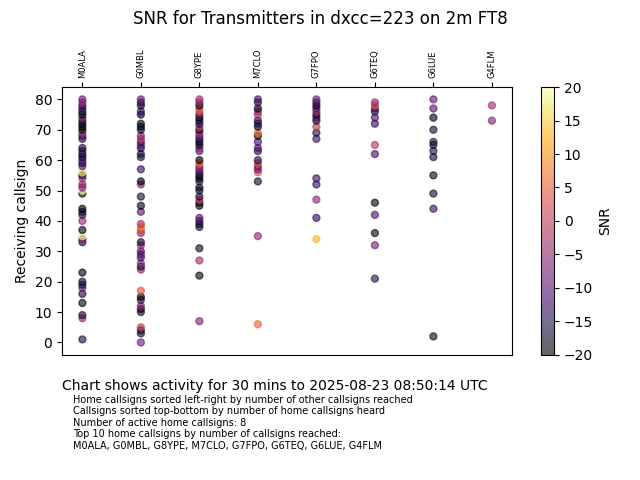 SNR for Transmitters in dxcc=223 on 2m FT8
M0ALA G0MBL G8YPE M7CLO G7FPO G6TEQ G6LUE G4FLM
80
70
60
50
40
30
20
10
0
Receiving callsign
20
15
10
5
0
−5
−10
−15
−20
SNR
Chart shows activity for 30 mins to 2025-08-23 08:50:14 UTC
Home callsigns sorted left-right by number of other callsigns reached
Callsigns sorted top-bottom by number of home callsigns heard
Number of active home callsigns: 8
Top 10 home callsigns by number of callsigns reached:
M0ALA, G0MBL, G8YPE, M7CLO, G7FPO, G6TEQ, G6LUE, G4FLM